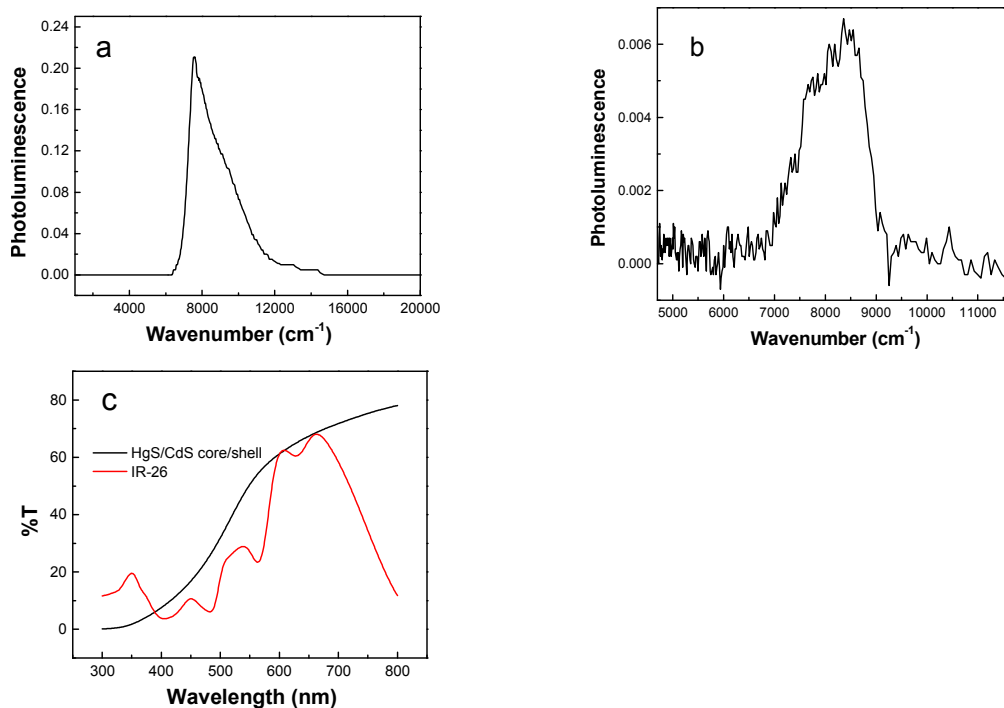 a
0.24
0.20
0.16
0.12
0.08
0.04
0.00
Photoluminescence
4000 8000 12000 16000 20000
Wavenumber (cm⁻¹)
b
0.006
0.004
0.002
0.000
Photoluminescence
5000 6000 7000 8000 9000 10000 11000
Wavenumber (cm⁻¹)
c
80
60
40
20
0
%T
HgS/CdS core/shell
IR-26
300 400 500 600 700 800
Wavelength (nm)